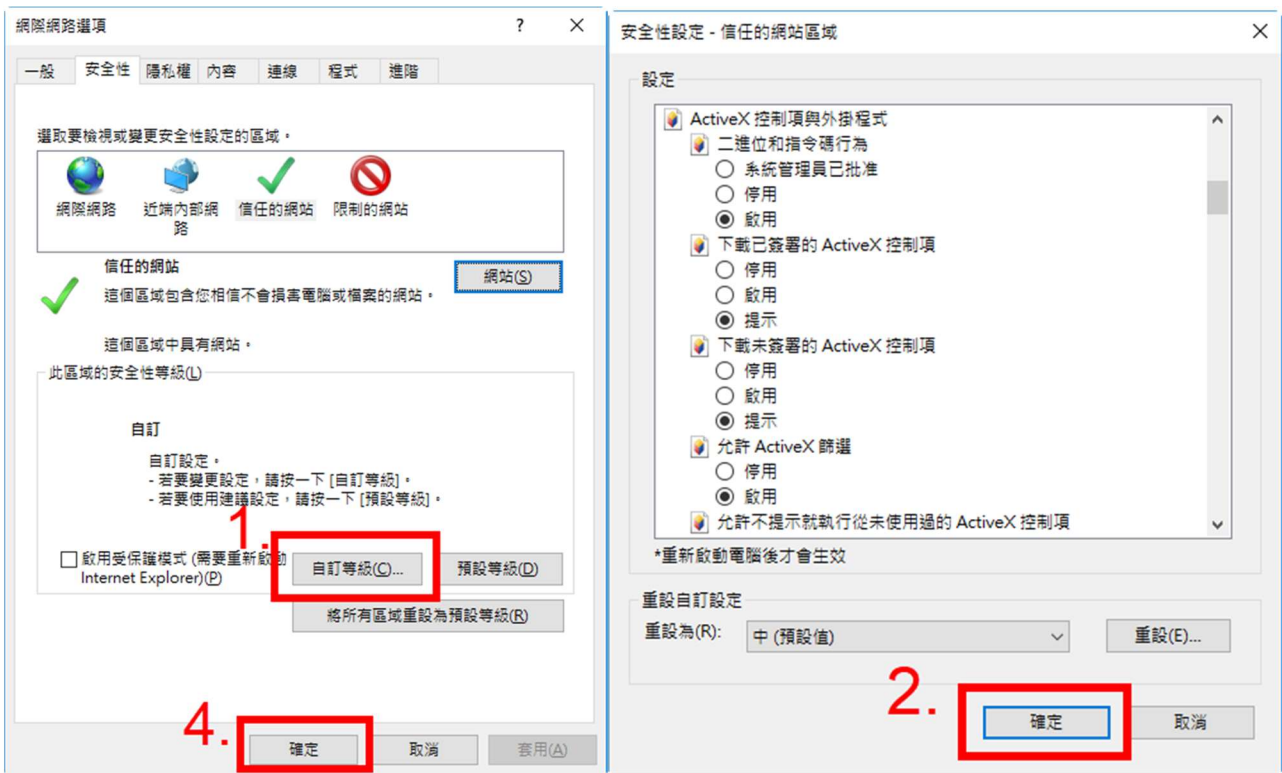 網際網路選項
?
一般 安全性 隱私權 內容 連線 程式 進階
選取要檢視或變更安全性設定的區域。
網際網路 近端內部網路 信任的網站 限制的網站
信任的網站
這個區域包含您相信不會損害電腦或檔案的網站。
網站(S)
這個區域中具有網站。
此區域的安全性等級(L)
自訂
自訂設定。
- 若要變更設定，請按一下 [自訂等級]。
- 若要使用建議設定，請按一下 [預設等級]。
1.
啟用受保護模式 (需要重新啟動
Internet Explorer)(P)
自訂等級(C)... 預設等級(D)
將所有區域重設為預設等級(R)
4.
確定 取消 套用(A)
安全性設定 - 信任的網站區域
設定
ActiveX 控制項與外掛程式
二進位和指令碼行為
系統管理員已批准
停用
啟用
下載已簽署的 ActiveX 控制項
停用
啟用
提示
下載未簽署的 ActiveX 控制項
停用
啟用
提示
允許 ActiveX 篩選
停用
啟用
允許不提示就執行從未使用過的 ActiveX 控制項
*重新啟動電腦後才會生效
重設自訂設定
重設為(R): 中 (預設值) 重設(E)...
2.
確定 取消